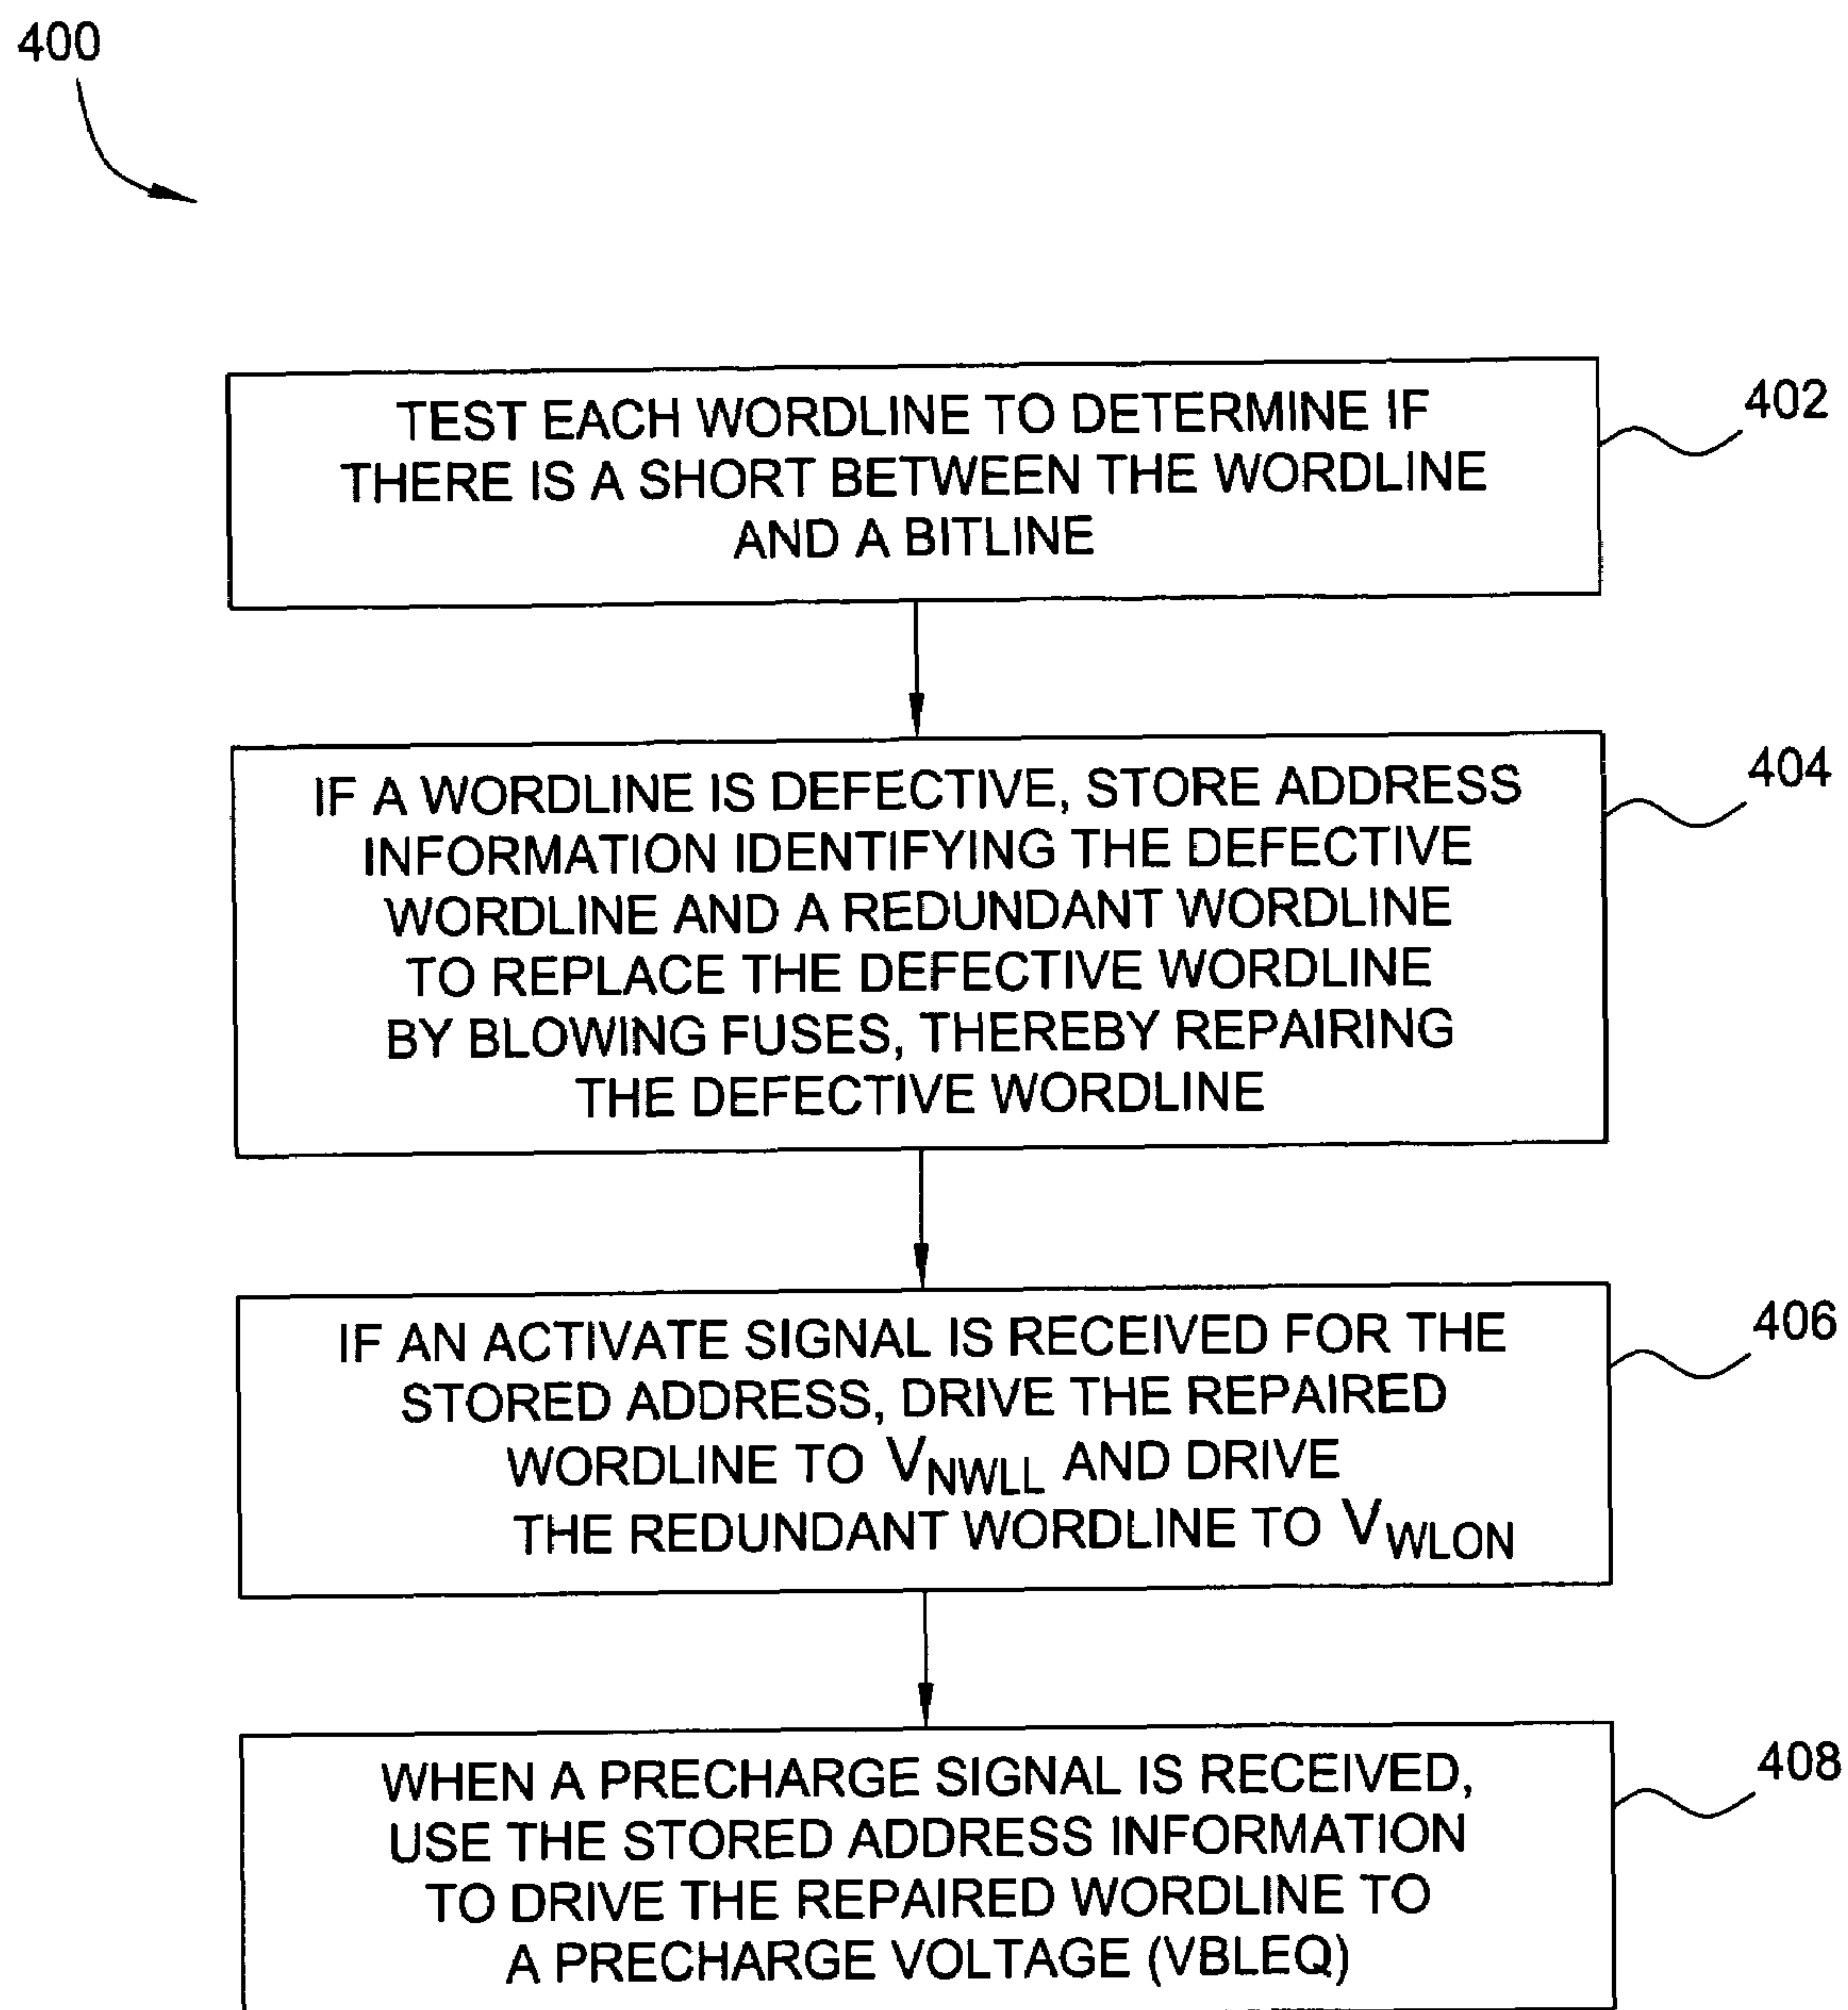 400
TEST EACH WORDLINE TO DETERMINE IF
THERE IS A SHORT BETWEEN THE WORDLINE
AND A BITLINE
402
IF A WORDLINE IS DEFECTIVE, STORE ADDRESS
INFORMATION IDENTIFYING THE DEFECTIVE
WORDLINE AND A REDUNDANT WORDLINE
TO REPLACE THE DEFECTIVE WORDLINE
BY BLOWING FUSES, THEREBY REPAIRING
THE DEFECTIVE WORDLINE
404
IF AN ACTIVATE SIGNAL IS RECEIVED FOR THE
STORED ADDRESS, DRIVE THE REPAIRED
WORDLINE TO VNWLL AND DRIVE
THE REDUNDANT WORDLINE TO VWLON
406
WHEN A PRECHARGE SIGNAL IS RECEIVED,
USE THE STORED ADDRESS INFORMATION
TO DRIVE THE REPAIRED WORDLINE TO
A PRECHARGE VOLTAGE (VBLEQ)
408